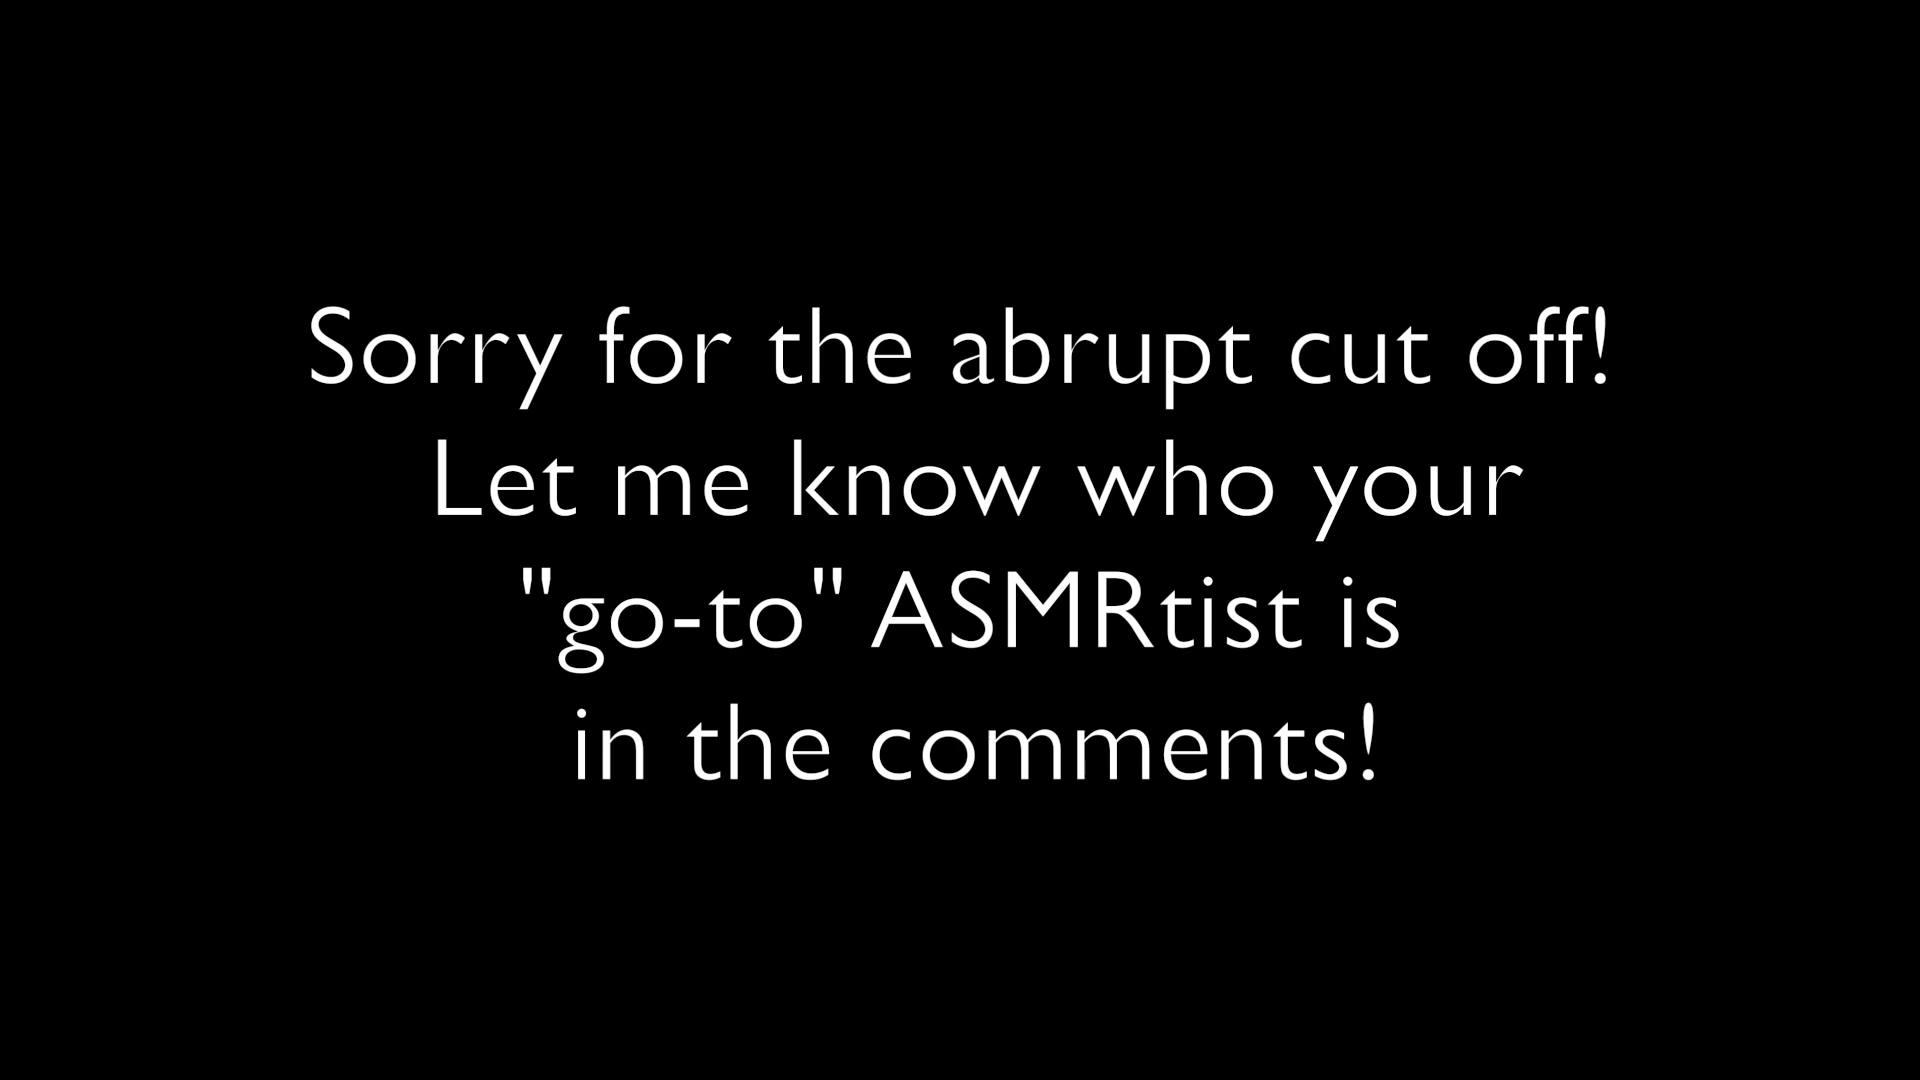 Sorry for the abrupt cut off!
Let me know who your
"go-to" ASMRtist is
in the comments!